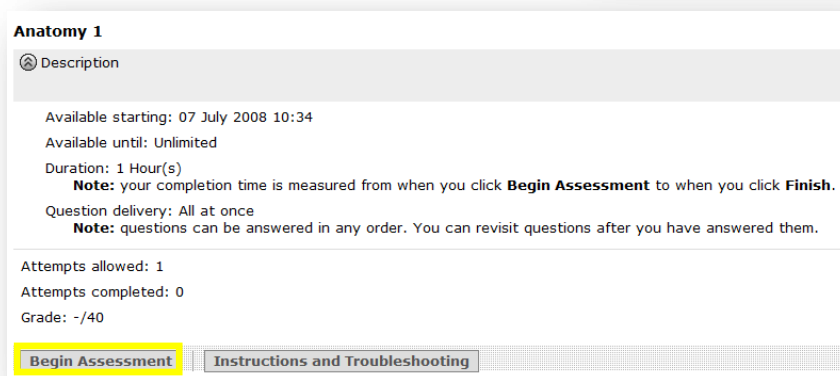 Anatomy 1
Description
Available starting: 07 July 2008 10:34
Available until: Unlimited
Duration: 1 Hour(s)
Note: your completion time is measured from when you click Begin Assessment to when you click Finish.
Question delivery: All at once
Note: questions can be answered in any order. You can revisit questions after you have answered them.
Attempts allowed: 1
Attempts completed: 0
Grade: -/40
Begin Assessment Instructions and Troubleshooting